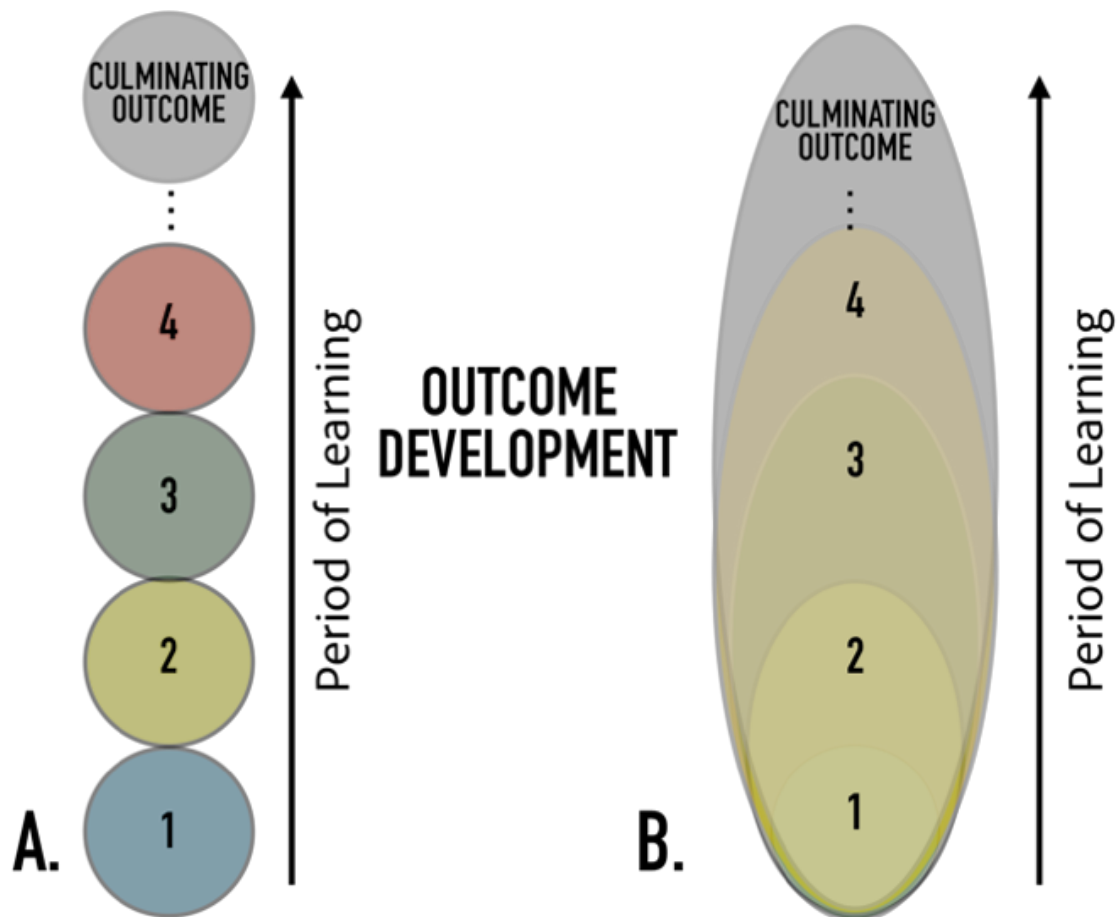 CULMINATING
OUTCOME
4
3
2
1
A.
Period of Learning
OUTCOME
DEVELOPMENT
CULMINATING
OUTCOME
4
3
2
1
B.
Period of Learning